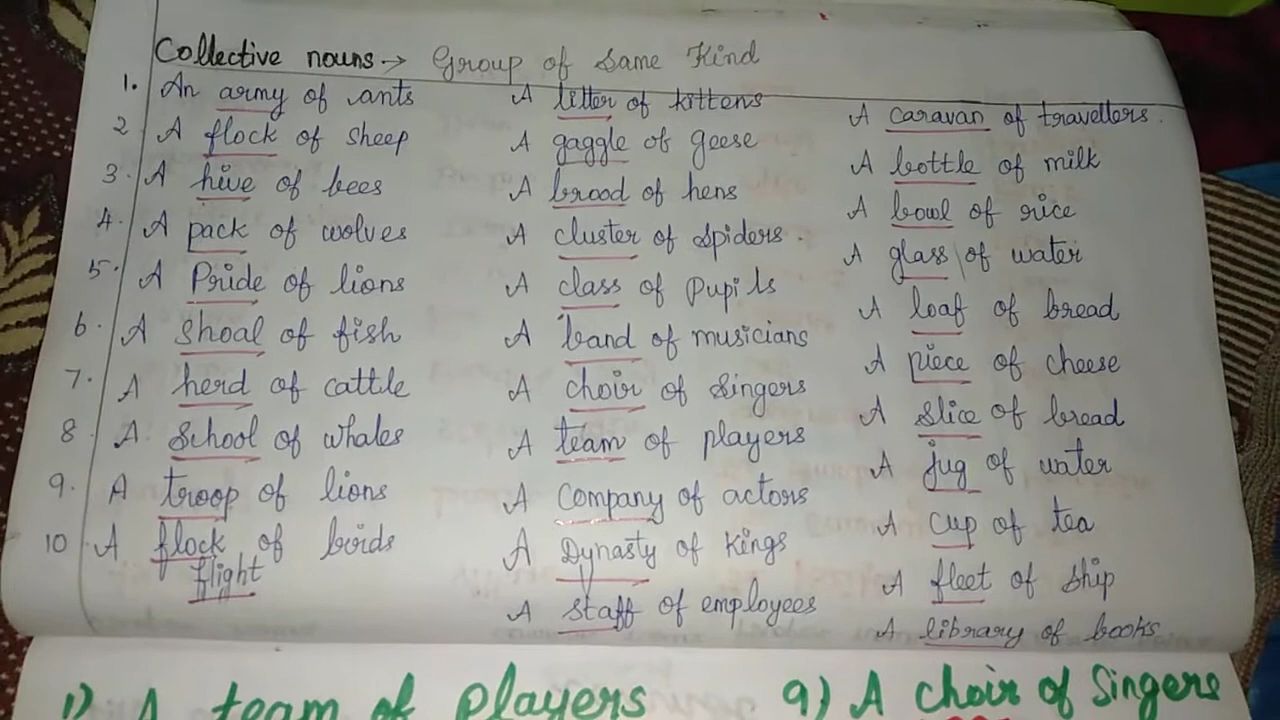 Collective nouns → Group of Same Kind
1. An army of ants
2 A flock of sheep
3. A hive of bees
4. A pack of wolves
5. A Pride of lions
6. A shoal of fish
7. A herd of cattle
8. A School of whales
9. A troop of lions
10 A flock of birds
flight
A litter of kittens
A gaggle of geese
A brood of hens
A cluster of spiders.
A class of pupils
A band of musicians
A choir of singers
A team of players
A Company of actors
A Dynasty of kings
A staff of employees
A caravan of travellers.
A bottle of milk
A bowl of rice
A glass of water
A loaf of bread
A piece of cheese
A slice of bread
A jug of water
A cup of tea
A fleet of ship
A library of books
1) A team of players
9) A choir of Singers